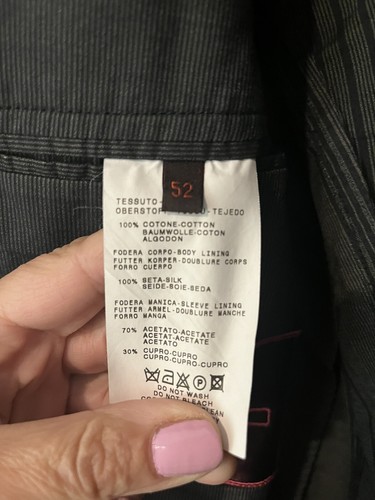 52
TESSUTO-
OBERSTOF -TEJEDO
100% COTONE-COTTON
BAUMWOLLE-COTON
ALGODON
FODERA CORPO-BODY LINING
FUTTER KORPER-DOUBLURE CORPS
FORRO CUERPO
100% SETA-SILK
SEIDE-SOIE-SEDA
FODERA MANICA-SLEEVE LINING
FUTTER ARMEL-DOUBLURE MANCHE
FORRO MANGA
70% ACETATO-ACETATE
ACETAT-ACETATE
ACETATO
30% CUPRO-CUPRO
CUPRO-CUPRO-CUPRO
P
DO NOT WASH
DO NOT BLEACH
CLEAN